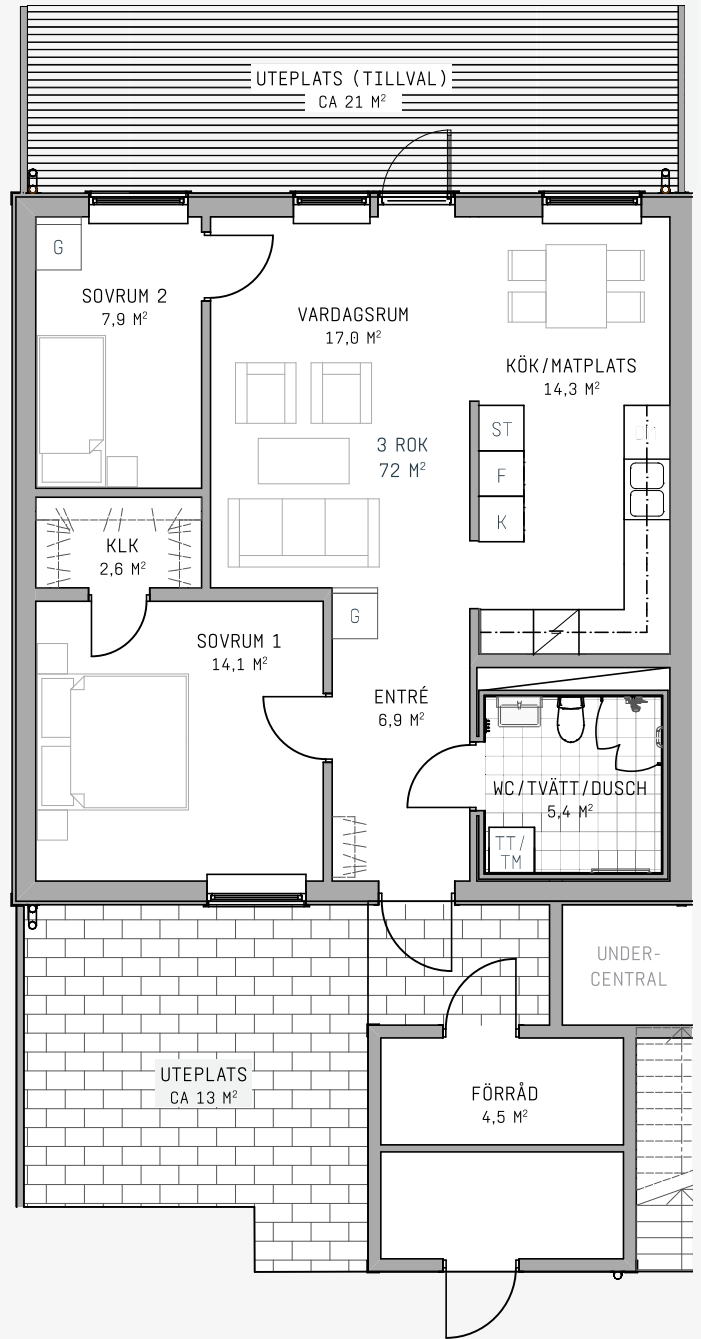 UTEPLATS (TILLVAL)
CA 21 M²
G
SOVRUM 2
7,9 M²
VARDAGSRUM
17,0 M²
KÖK/MATPLATS
14,3 M²
3 ROK
72 M²
ST
F
K
KLK
2,6 M²
G
SOVRUM 1
14,1 M²
ENTRÉ
6,9 M²
WC/TVÄTT/DUSCH
5,4 M²
TT/
TM
UNDER-
CENTRAL
UTEPLATS
CA 13 M²
FÖRRÅD
4,5 M²